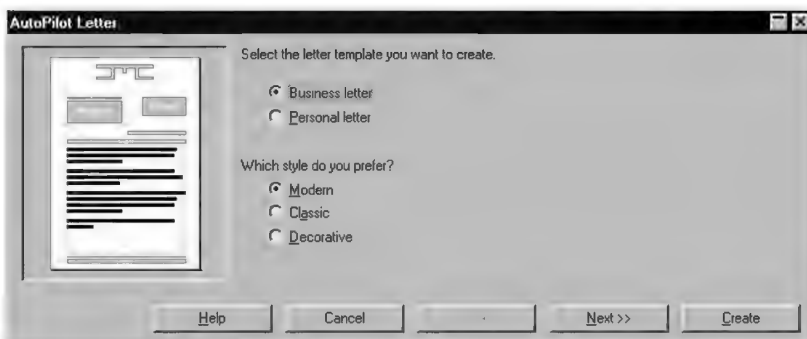 AutoPilot Letter
Select the letter template you want to create.
Business letter
Personal letter
Which style do you prefer?
Modern
Classic
Decorative
Help
Cancel
Next >>
Create